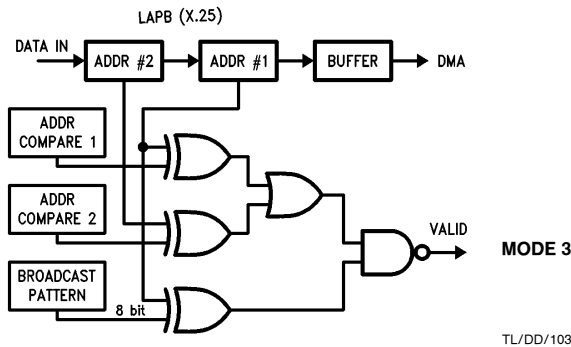 LAPB (X.25)
DATA IN
ADDR #2
ADDR #1
BUFFER
DMA
ADDR
COMPARE 1
ADDR
COMPARE 2
BROADCAST
PATTERN
8 bit
VALID
MODE 3
TL/DD/103